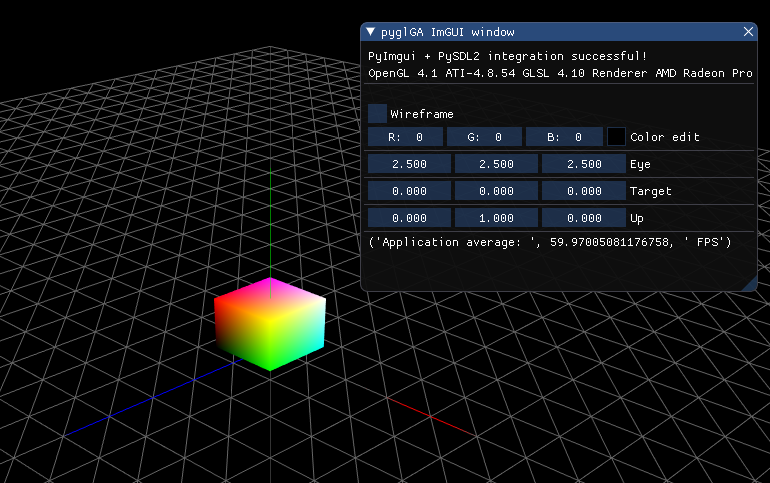 pyglGA ImGUI window
PyImgui + PySDL2 integration successful!
OpenGL 4.1 ATI-4.8.54 GLSL 4.10 Renderer AMD Radeon Pro
Wireframe
R: 0 G: 0 B: 0 Color edit
2.500 2.500 2.500 Eye
0.000 0.000 0.000 Target
0.000 1.000 0.000 Up
('Application average: ', 59.97005081176758, ' FPS')